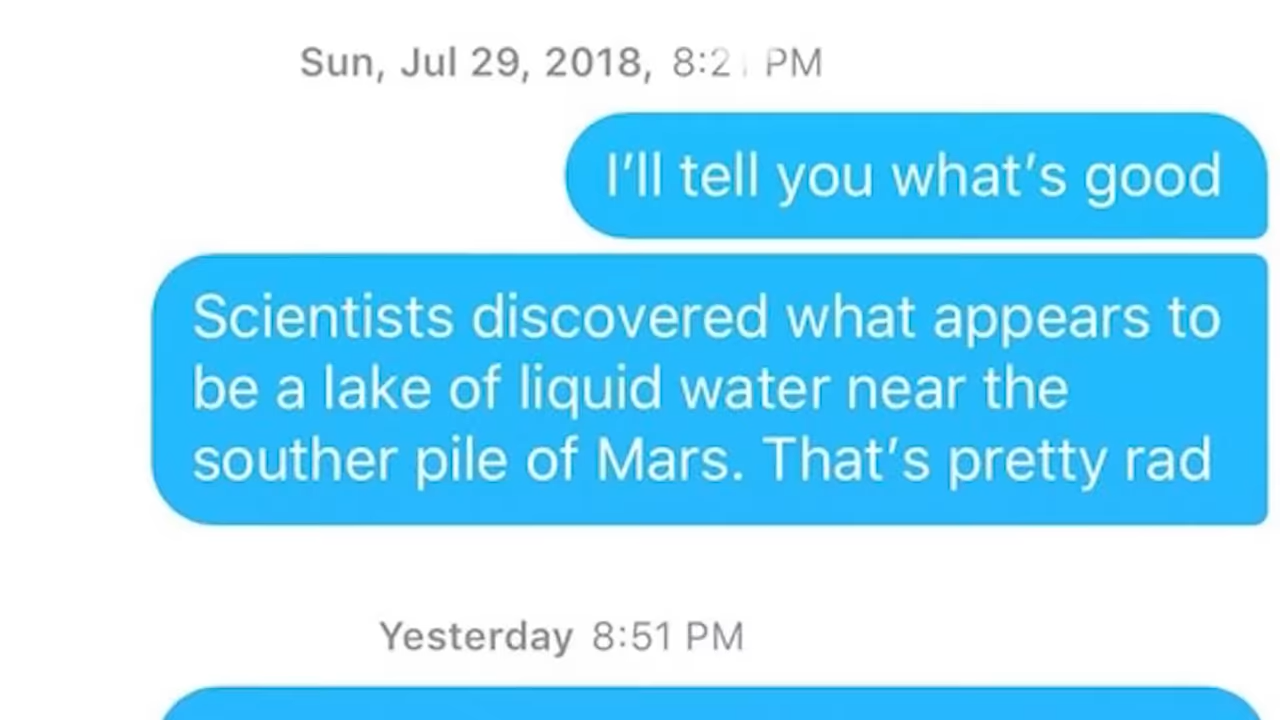 Sun, Jul 29, 2018, PM
I'll tell you what's good
Scientists discovered what appears to
be a lake of liquid water near the
souther pile of Mars. That's pretty rad
Yesterday 8:51 PM